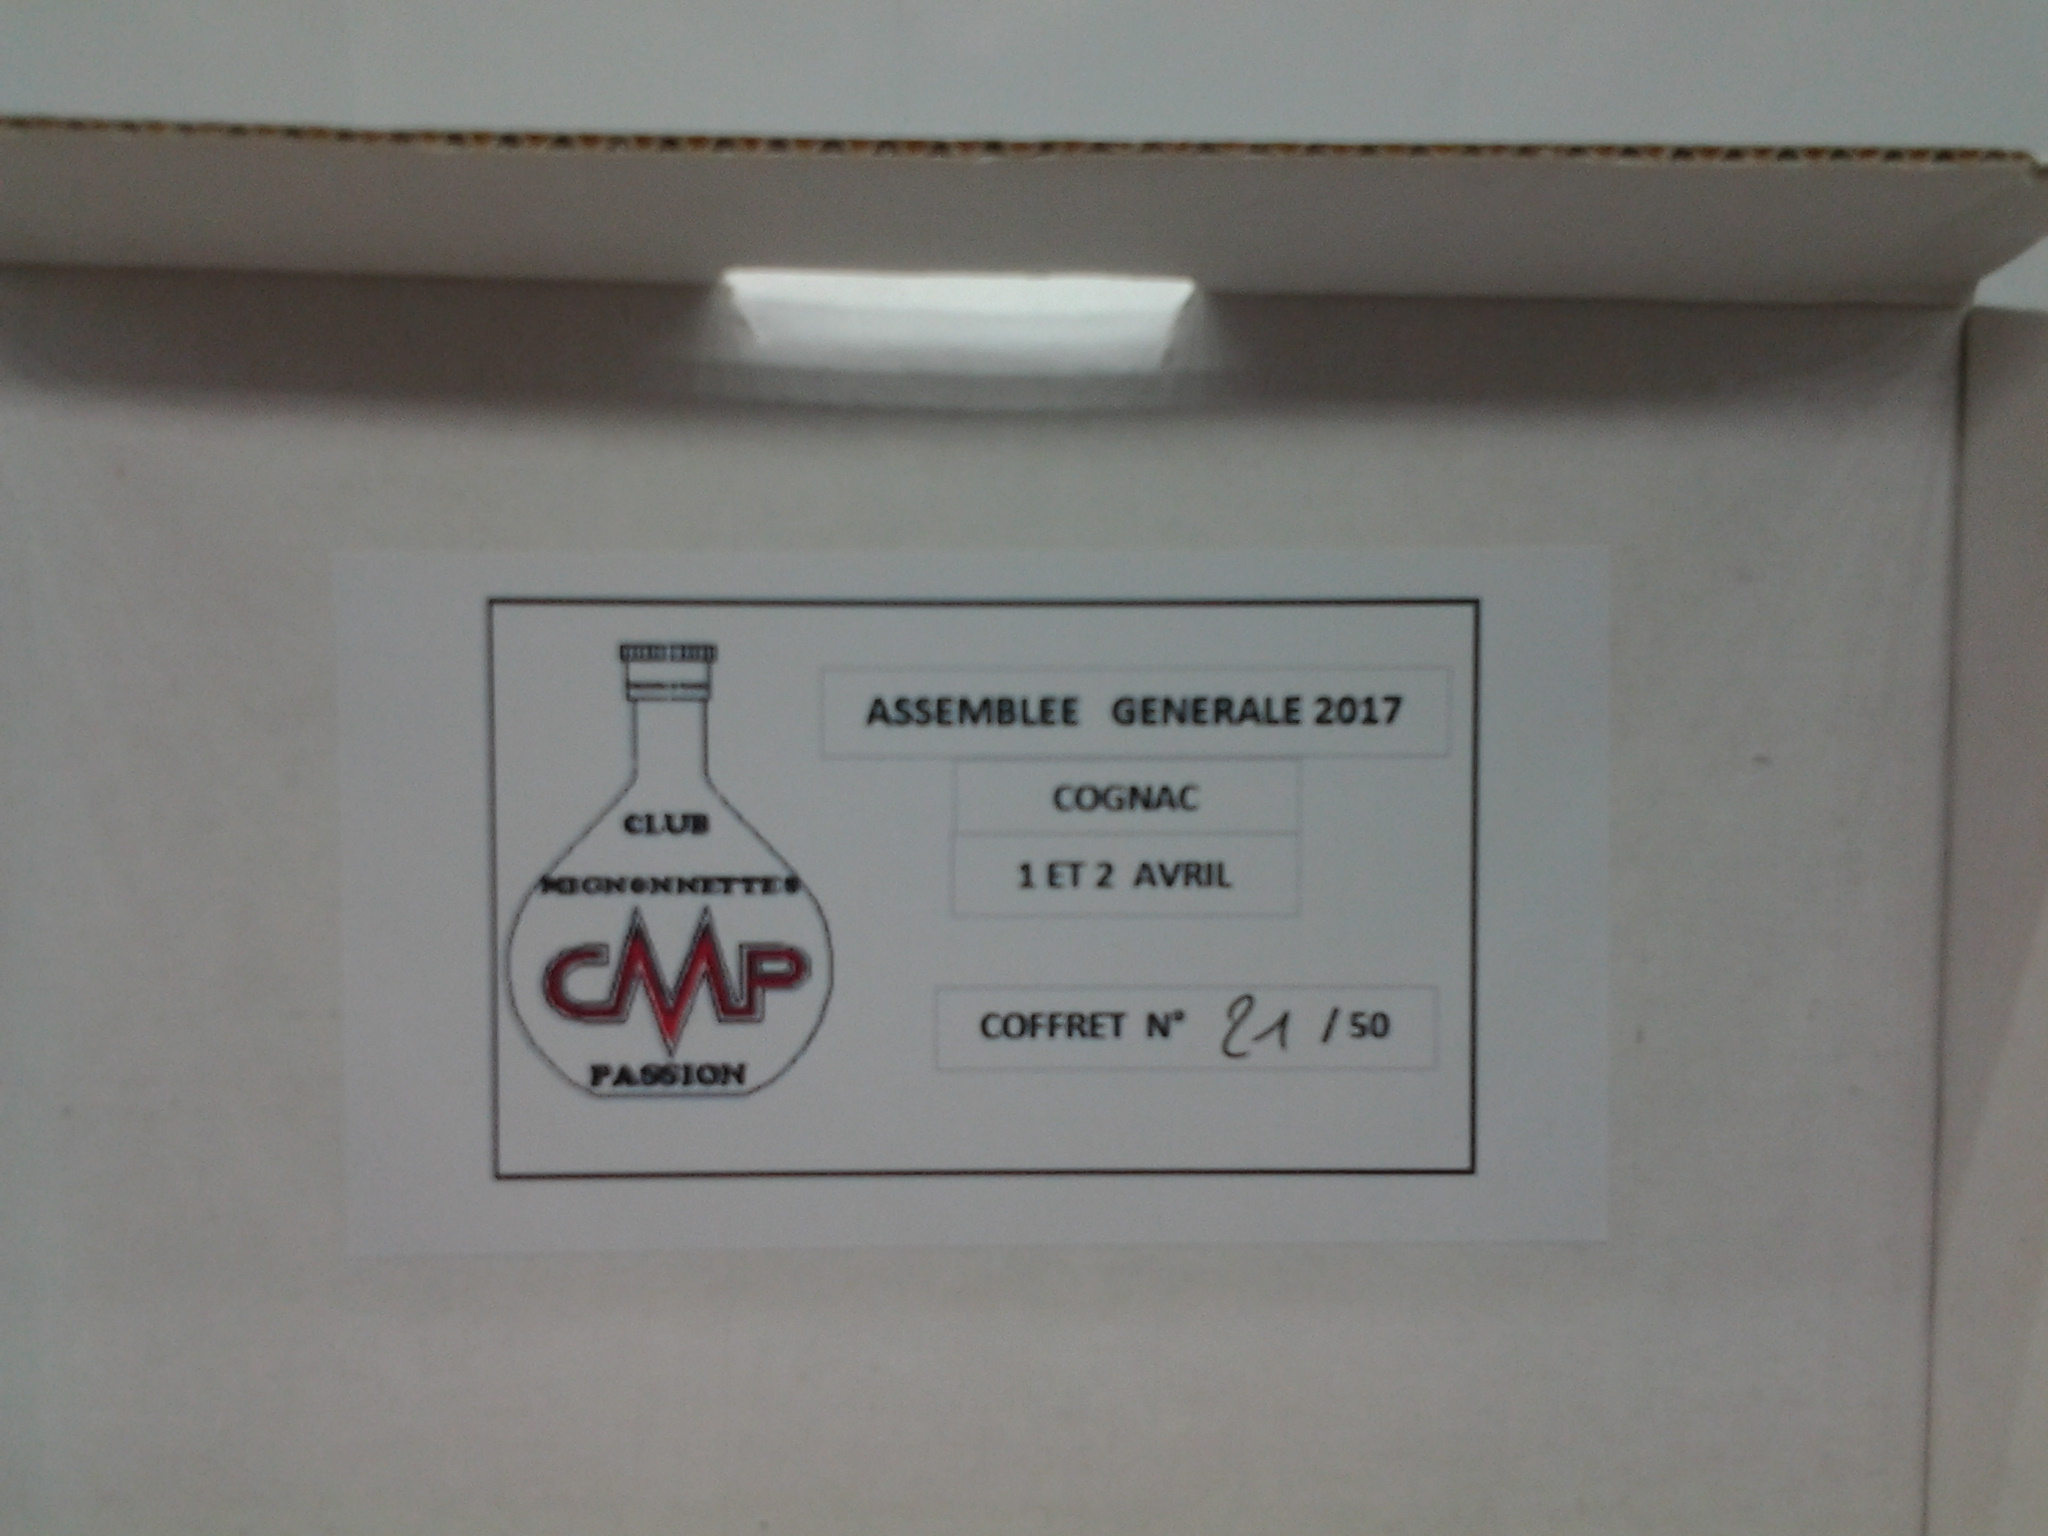 CLUB
MIGNONNETTES
CMP
PASSION
ASSEMBLEE GENERALE 2017
COGNAC
1 ET 2 AVRIL
COFFRET N° 21 / 50